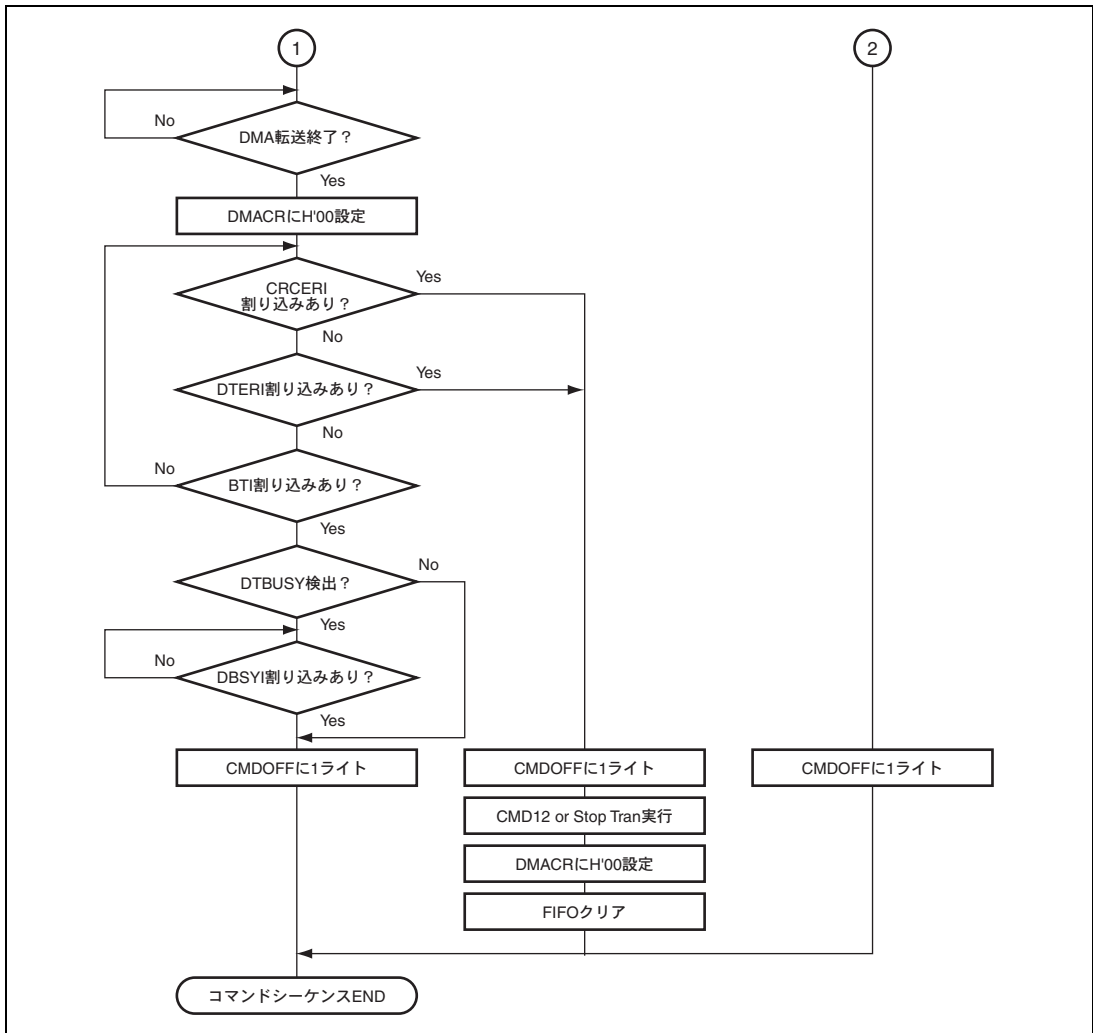 1
2
No
DMA転送終了？
Yes
DMACRにH'00設定
CRCERI
割り込みあり？
Yes
No
DTERI割り込みあり？
Yes
No
No
BTI割り込みあり？
Yes
DTBUSY検出？
No
Yes
No
DBSYI割り込みあり？
Yes
CMDOFFに1ライト
CMDOFFに1ライト
CMDOFFに1ライト
CMD12 or Stop Tran実行
DMACRにH'00設定
FIFOクリア
コマンドシーケンスEND